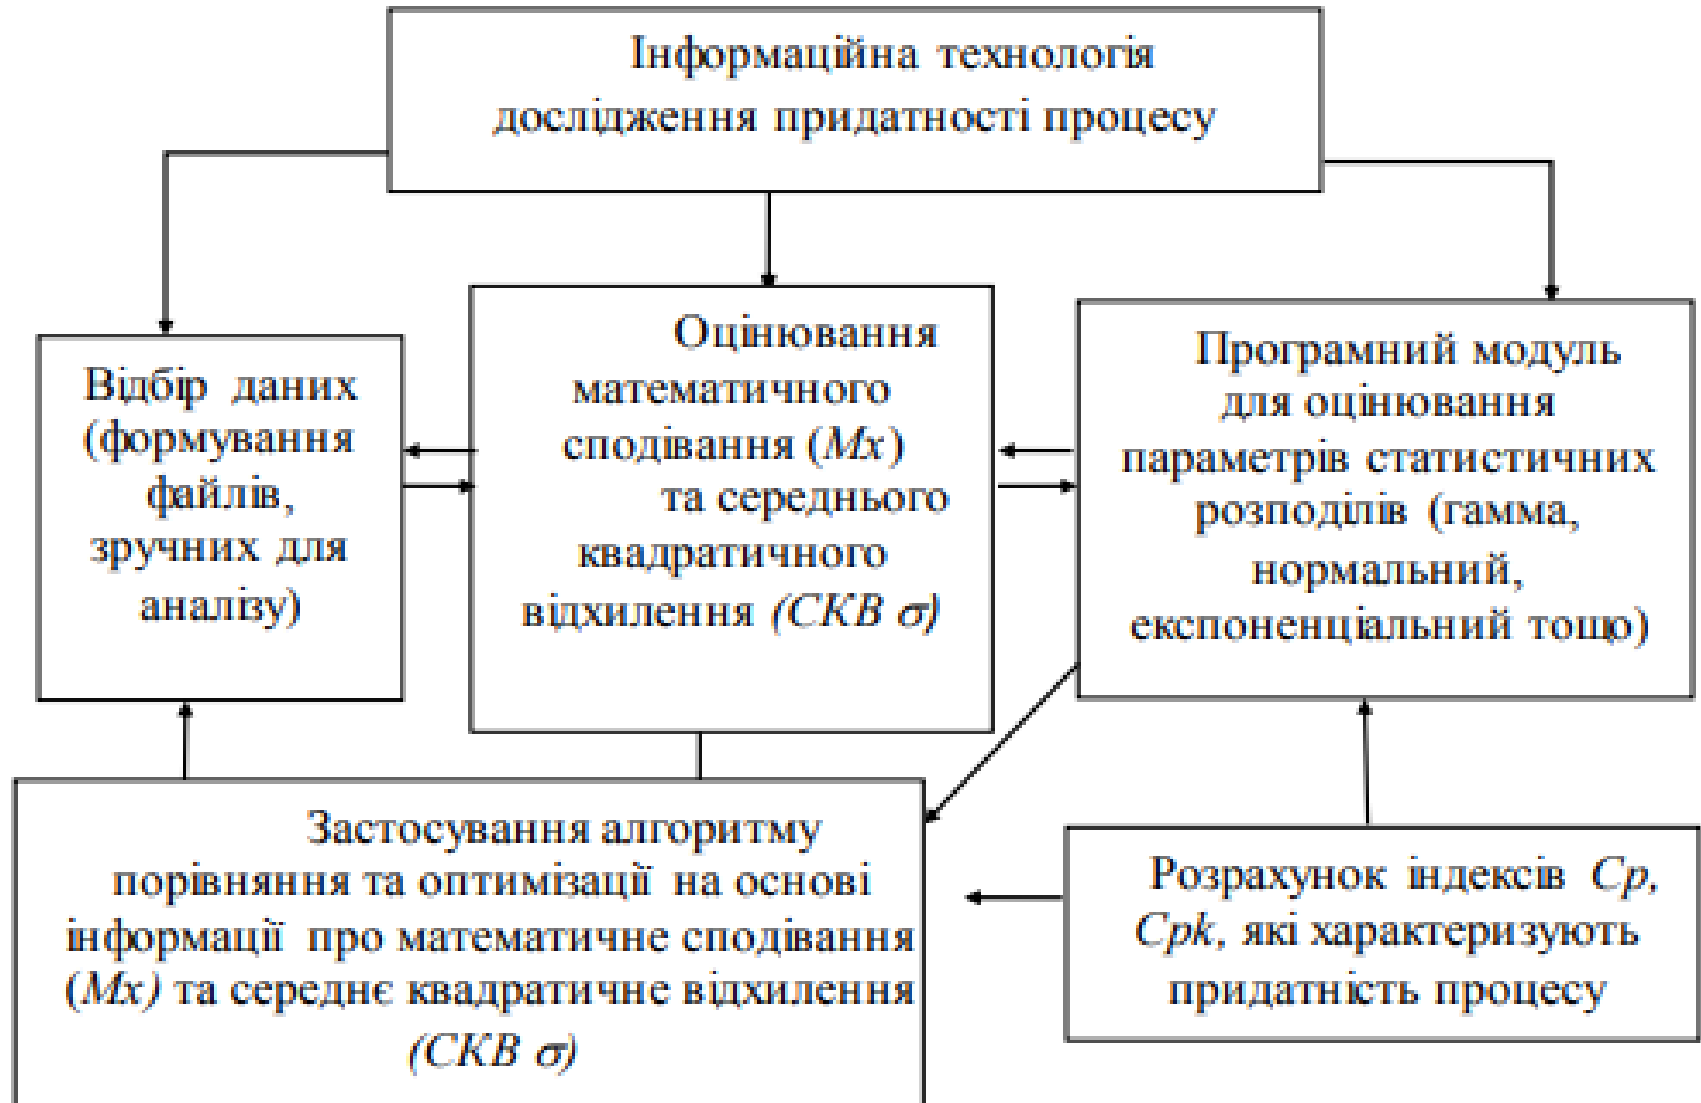 Інформаційна технологія
дослідження придатності процесу
Відбір даних
(формування
файлів,
зручних для
аналізу)
Оцінювання
математичного
сподівання (Mx)
та середнього
квадратичного
відхилення (СКВ σ)
Програмний модуль
для оцінювання
параметрів статистичних
розподілів (гамма,
нормальний,
експоненціальний тощо)
Застосування алгоритму
порівняння та оптимізації на основі
інформації про математичне сподівання
(Mx) та середнє квадратичне відхилення
(СКВ σ)
Розрахунок індексів Cp,
Cpk, які характеризують
придатність процесу